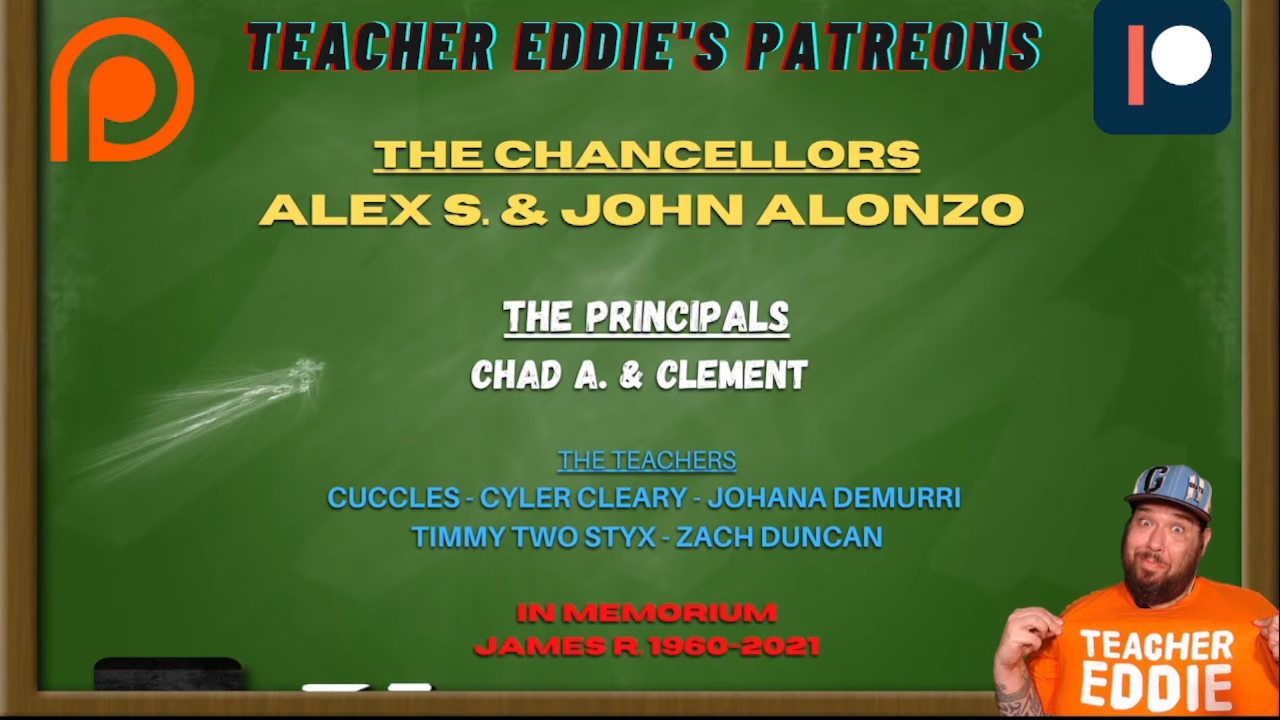 TEACHER EDDIE'S PATREONS
THE CHANCELLORS
ALEX S. & JOHN ALONZO
THE PRINCIPALS
CHAD A. & CLEMENT
THE TEACHERS
CUCCLES - CYLER CLEARY - JOHANA DEMURRI
TIMMY TWO STYX - ZACH DUNCAN
IN MEMORIUM
JAMES R. 1960-2021
G H
TEACHER
EDDIE